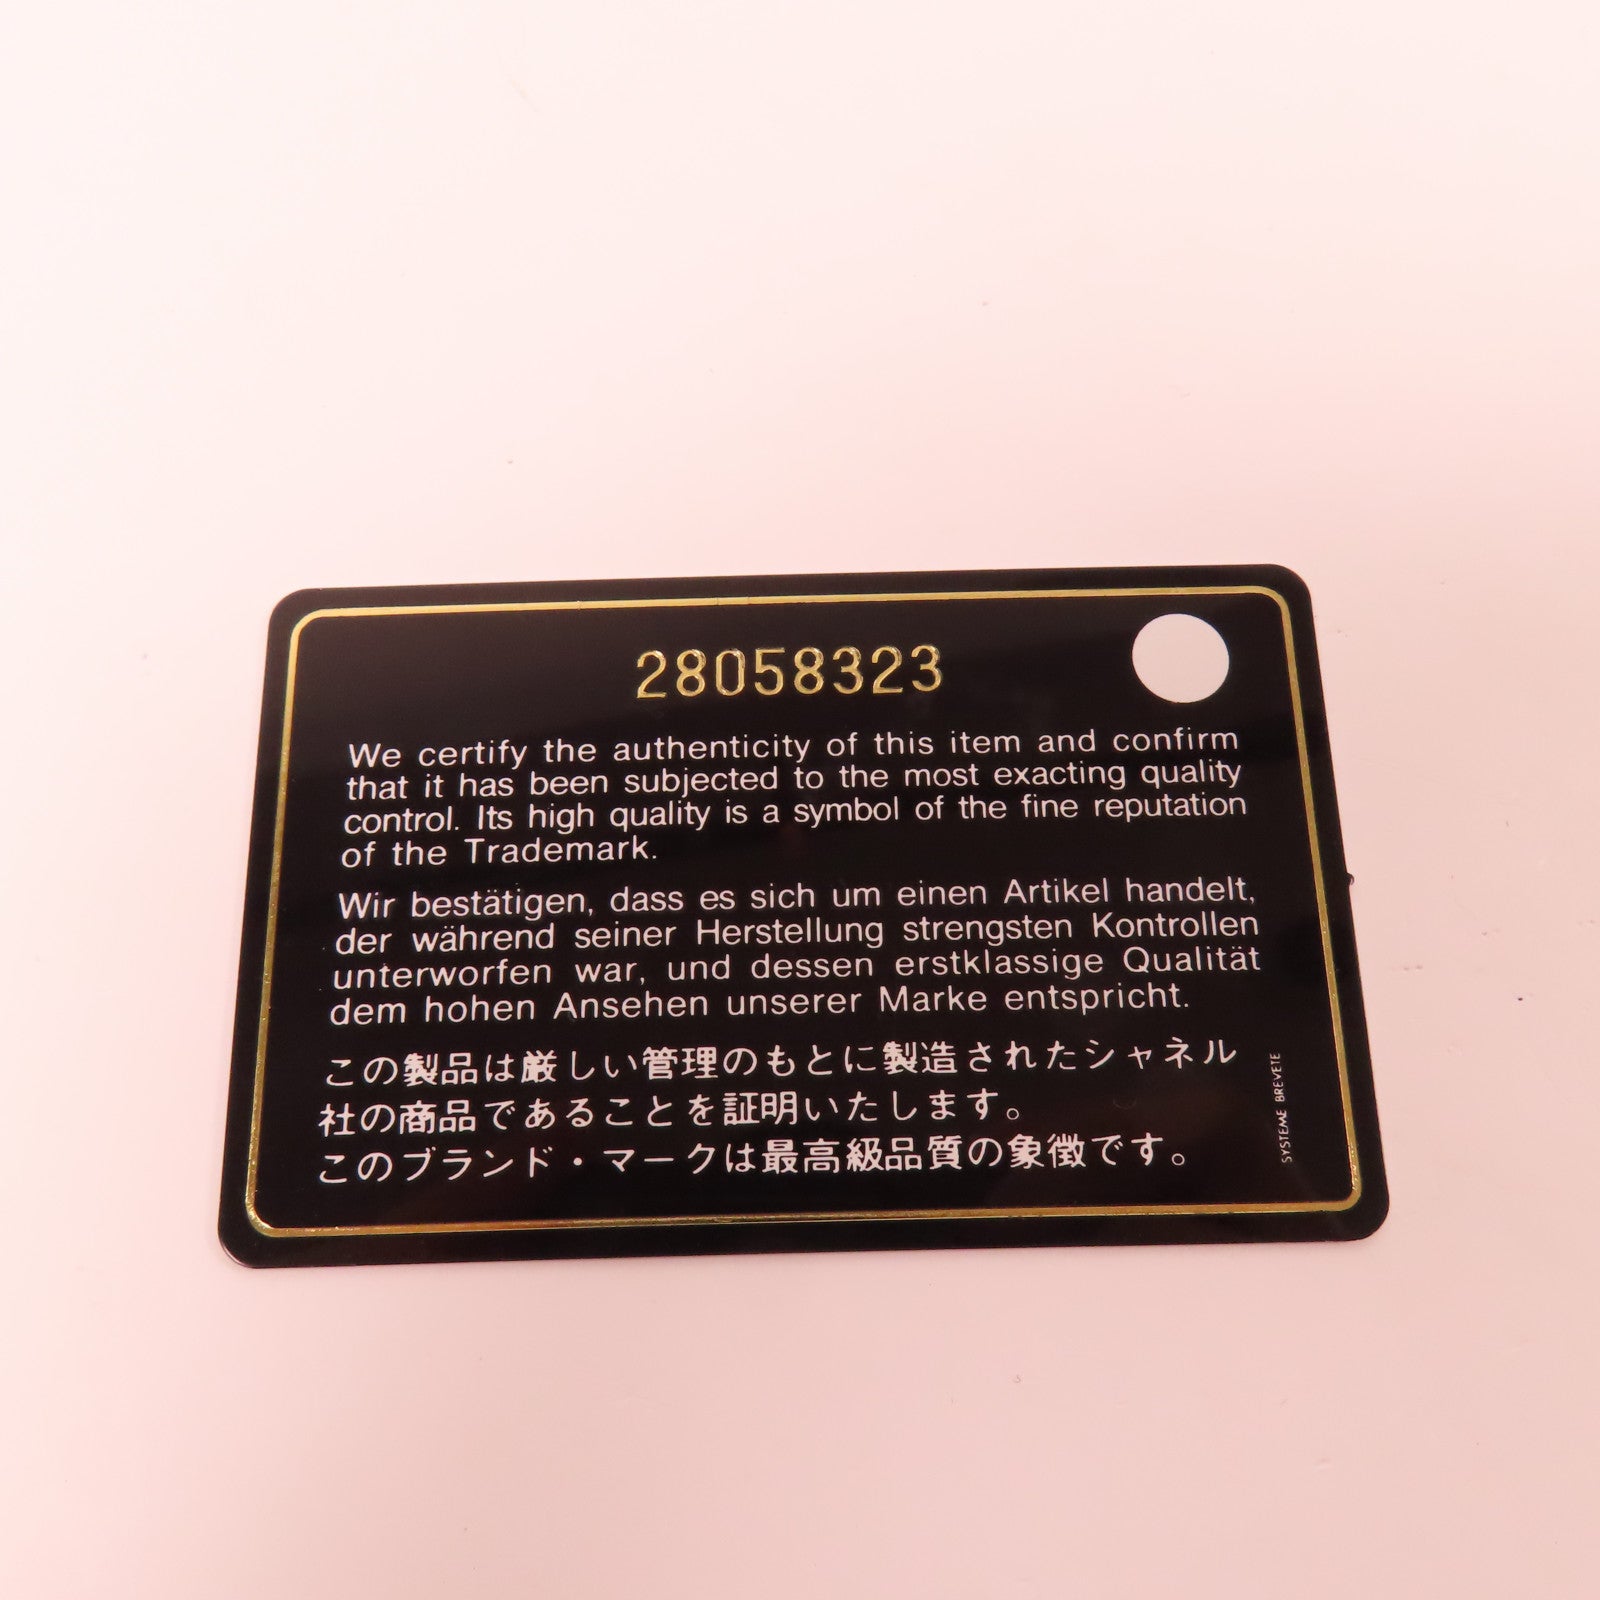 28058323
We certify the authenticity of this item and confirm
that it has been subjected to the most exacting quality
control. Its high quality is a symbol of the fine reputation
of the Trademark.
Wir bestätigen, dass es sich um einen Artikel handelt,
der während seiner Herstellung strengsten Kontrollen
unterworfen war, und dessen erstklassige Qualität
dem hohen Ansehen unserer Marke entspricht.
この製品は厳しい管理のもとに製造されたシャネル
社の商品であることを証明いたします。
このブランド・マークは最高級品質の象徴です。
SYSTEME BREVETE